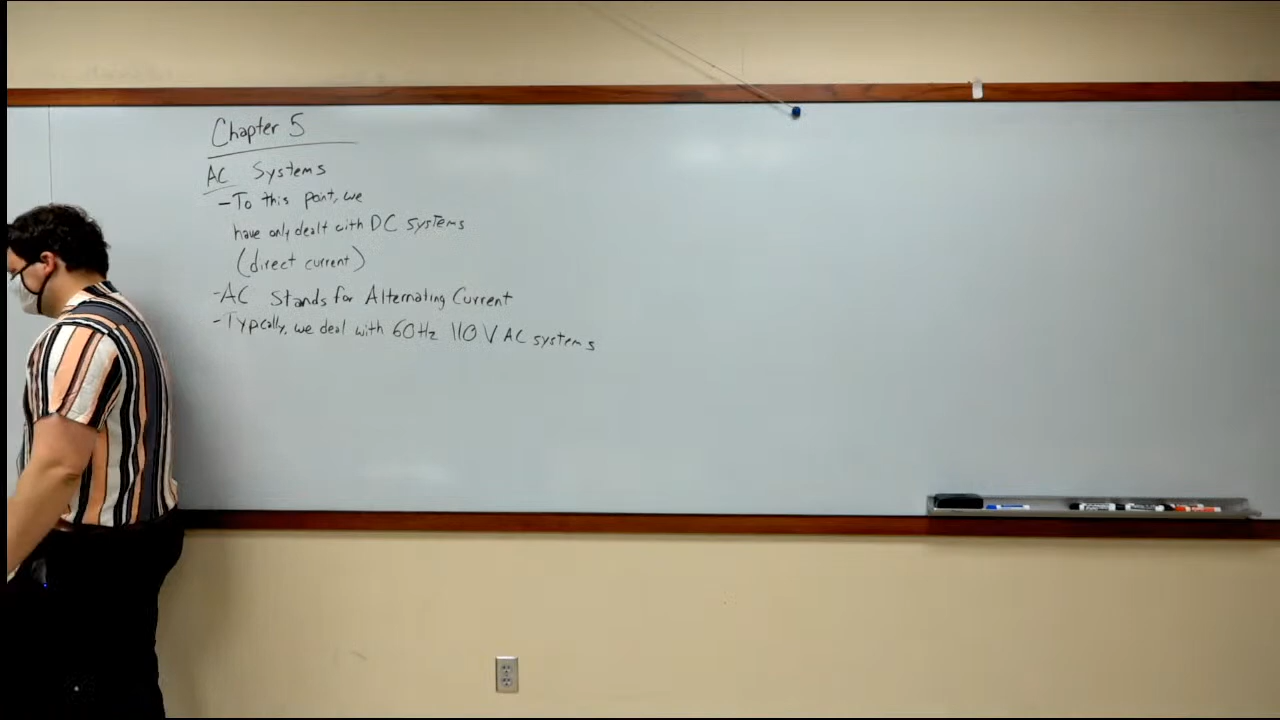 Chapter 5
AC Systems
- To this point, we
have only dealt with DC systems
(direct current)
- AC Stands for Alternating Current
- Typically, we deal with 60Hz 110V AC systems